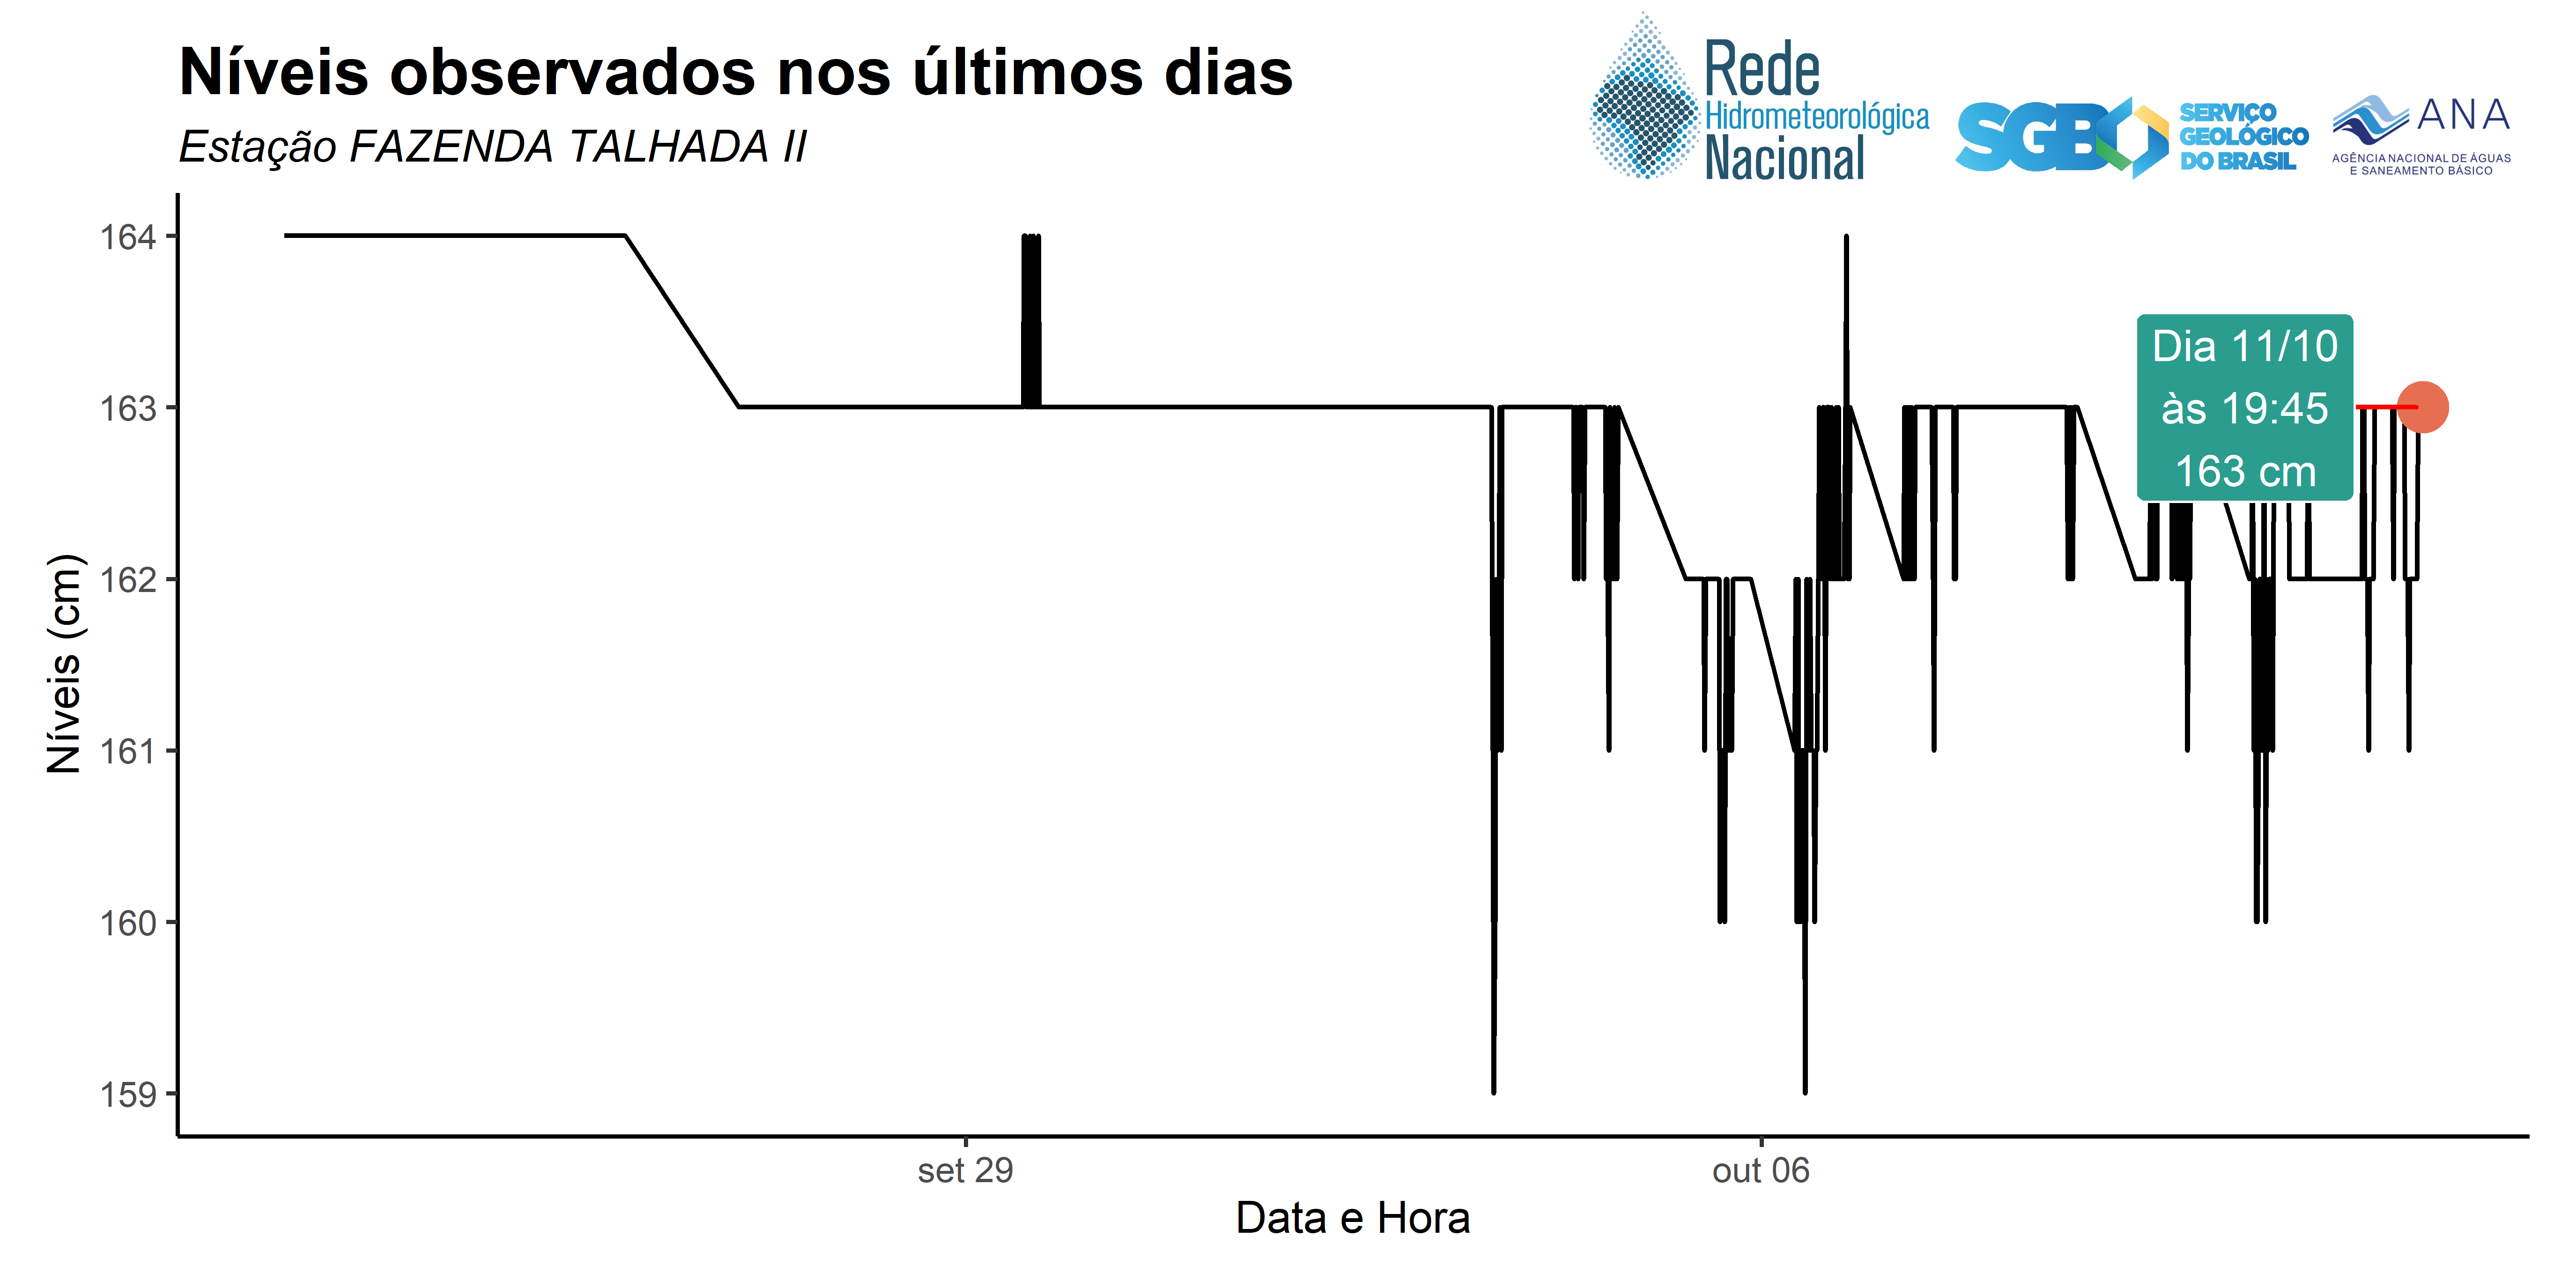 Níveis observados nos últimos dias
Estação FAZENDA TALHADA II
Rede
Hidrometeorológica
Nacional
SGB
SERVIÇO
GEOLÓGICO
DO BRASIL
ANA
AGÊNCIA NACIONAL DE ÁGUAS
E SANEAMENTO BÁSICO
Níveis (cm)
164
163
162
161
160
159
Dia 11/10
às 19:45
163 cm
set 29
out 06
Data e Hora